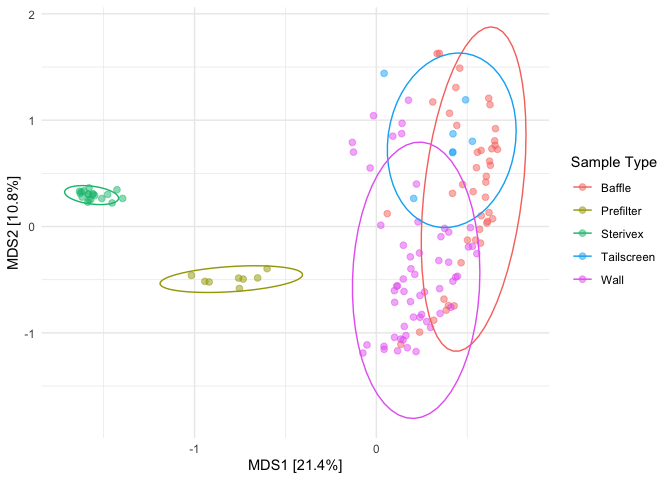 2
1
0
-1
MDS2 [10.8%]
-1
0
MDS1 [21.4%]
Sample Type
Baffle
Prefilter
Sterivex
Tailscreen
Wall